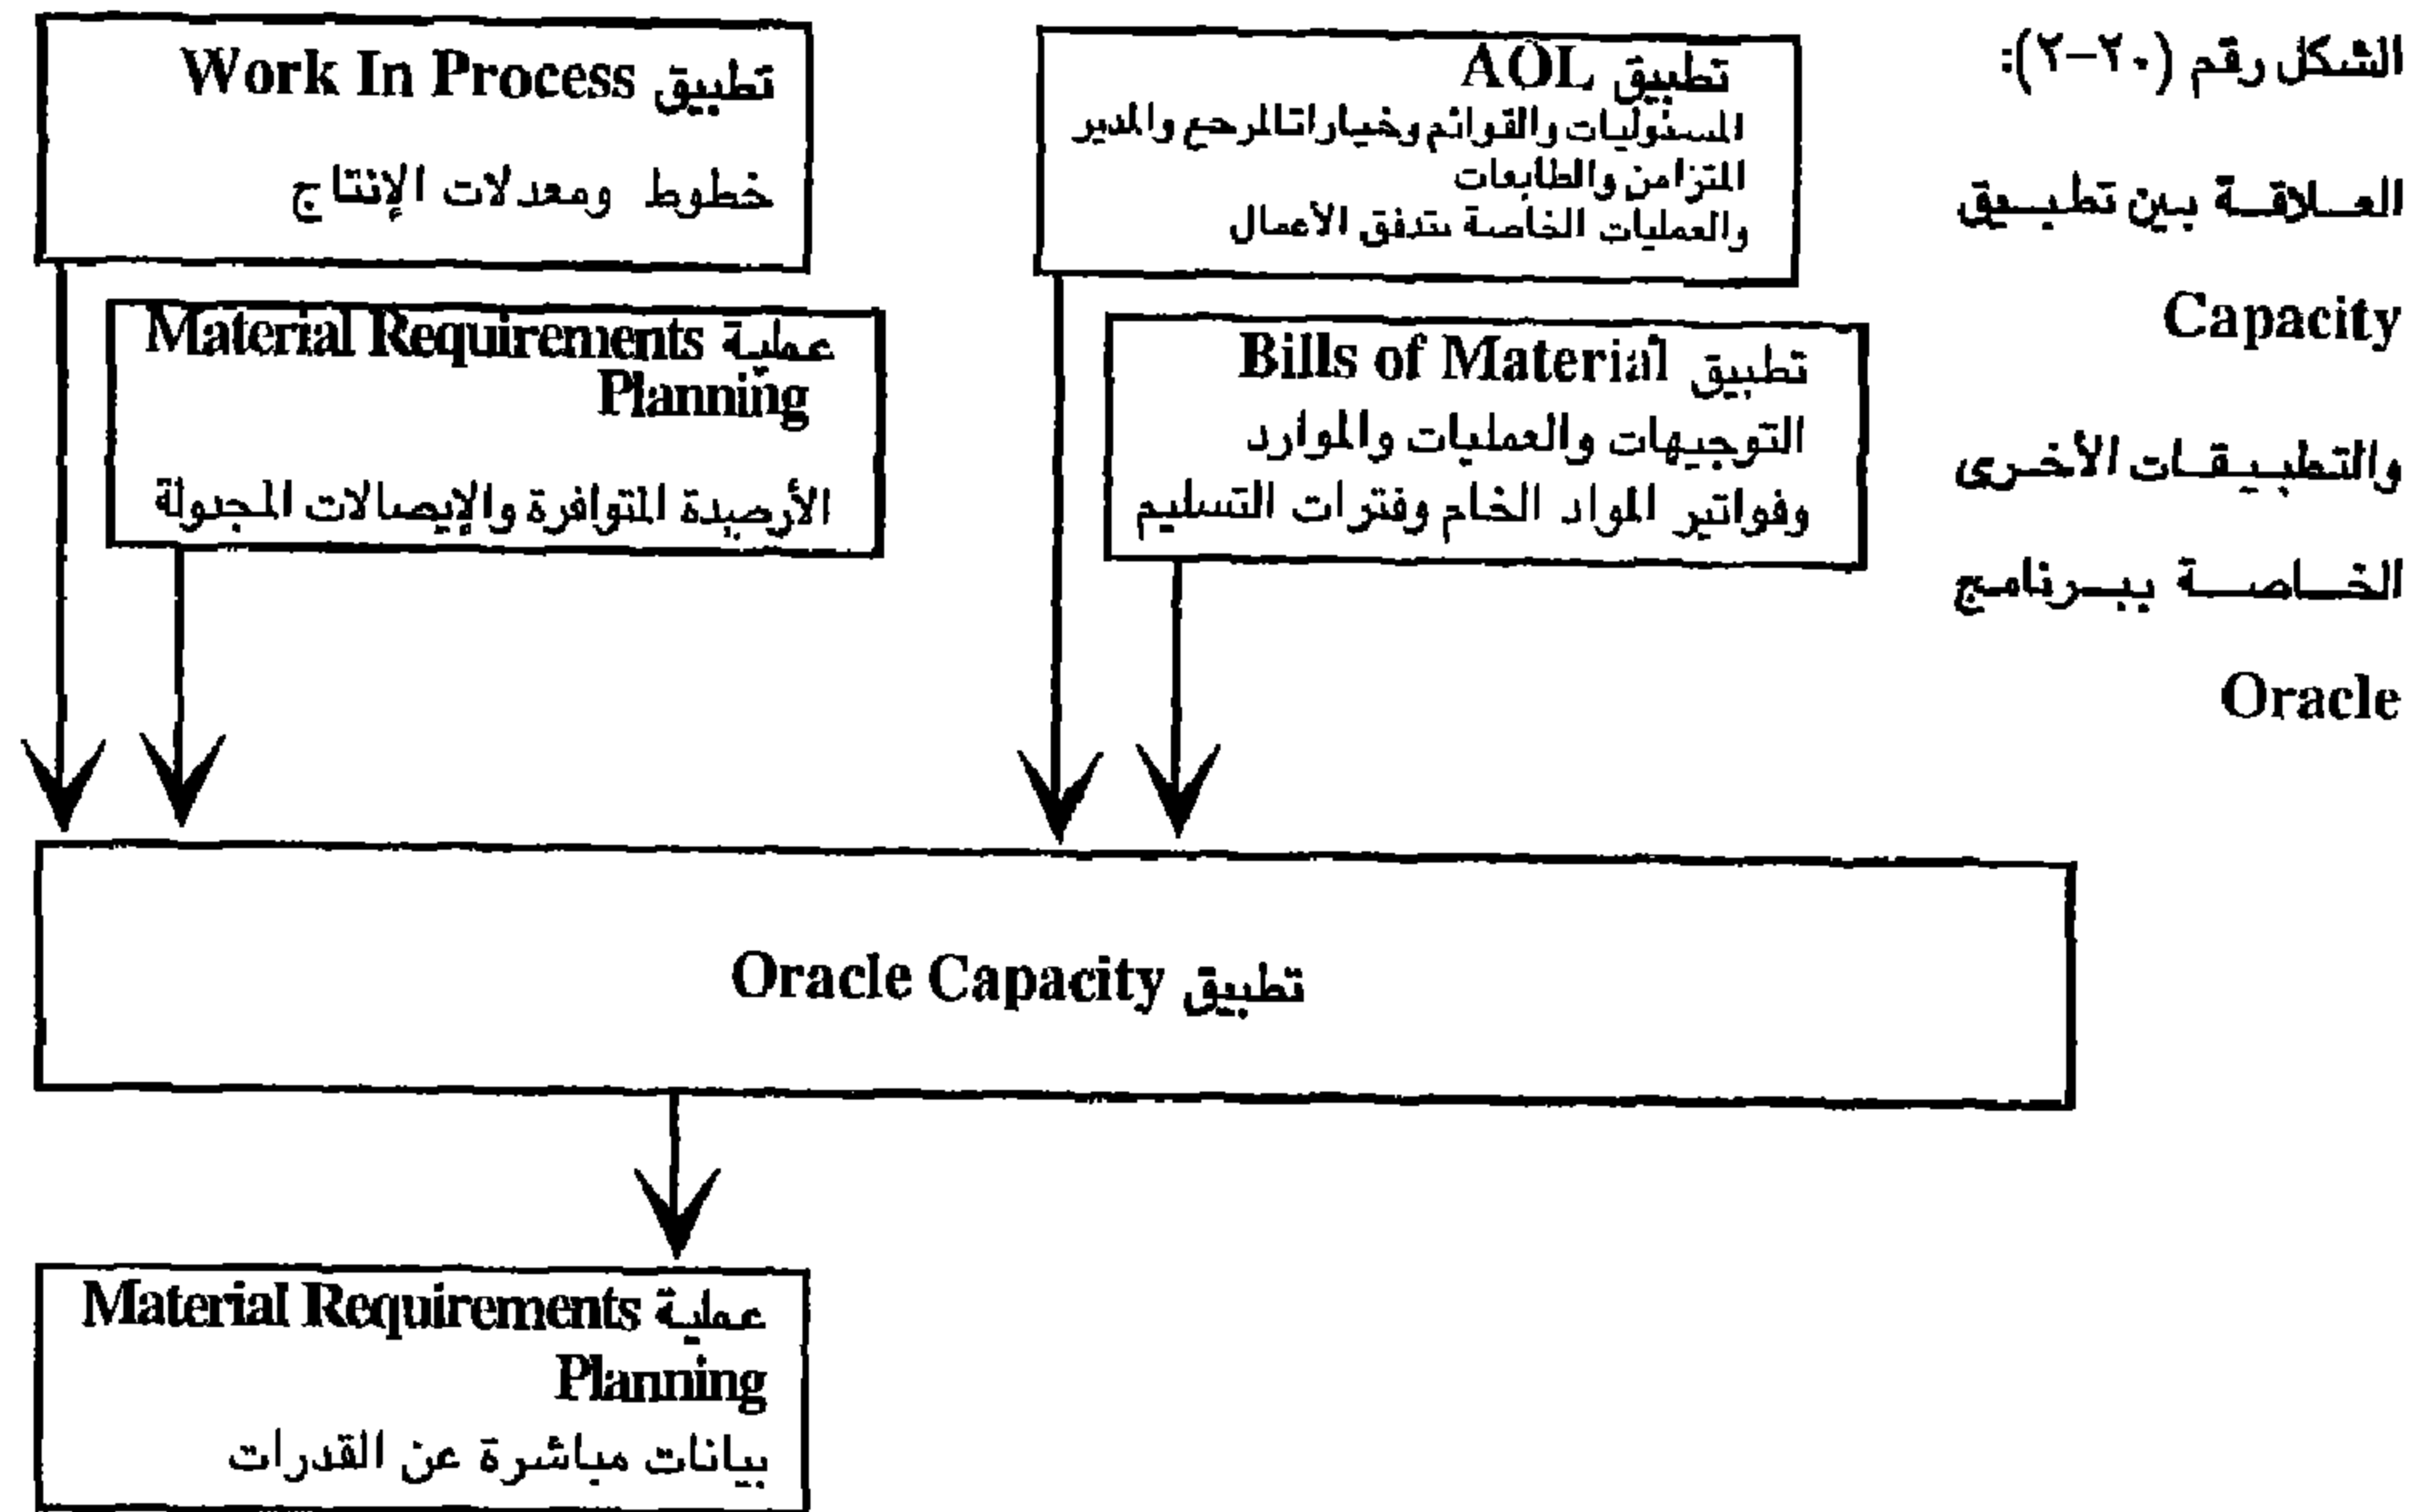 الشكل رقم (٢٠-٢):
العلاقة بين تطبيق
Capacity
والتطبيقات الأخرى
الخاصة ببرنامج
Oracle
تطبيق AOL
المسئوليات والقوائم وخياراتالمرجع والمدير
المتزامن والطابعات
والعمليات الخاصة بتدفق الأعمال
تطبيق Work In Process
خطوط ومعدلات الإنتاج
تطبيق Bills of Material
التوجيهات والعمليات والموارد
وفواتير المواد الخام وفترات التسليم
عملية Material Requirements
Planning
الأرصدة المتوافرة والإيصالات المجدولة
تطبيق Oracle Capacity
عملية Material Requirements
Planning
بيانات مباشرة عن القدرات